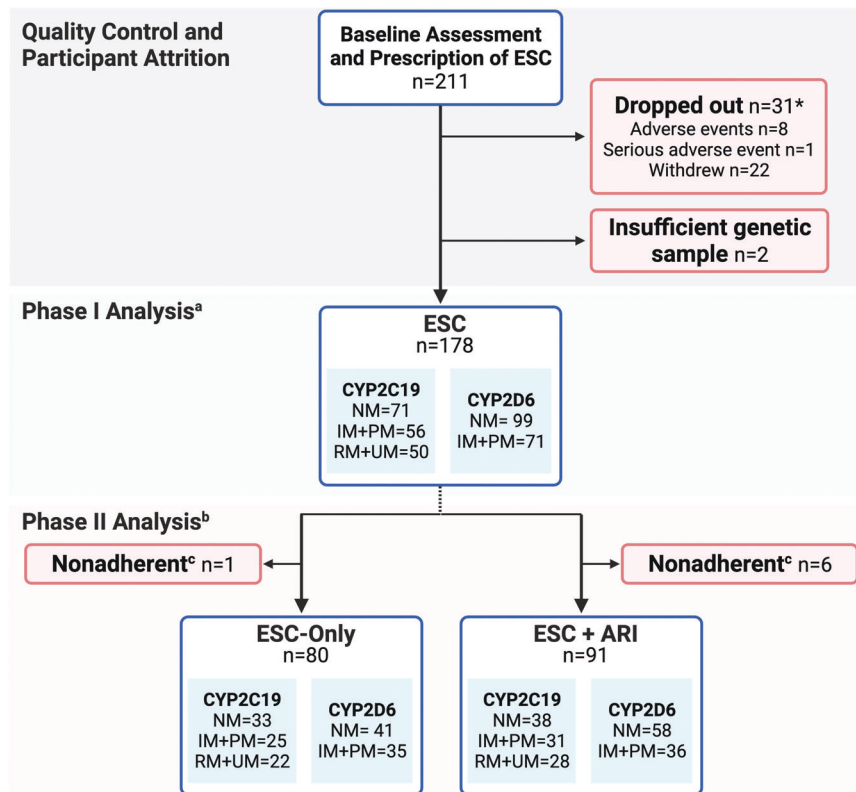 Quality Control and
Participant Attrition
Baseline Assessment
and Prescription of ESC
n=211
Dropped out n=31*
Adverse events n=8
Serious adverse event n=1
Withdrew n=22
Insufficient genetic
sample n=2
Phase I Analysisᵃ
ESC
n=178
CYP2C19
NM=71
IM+PM=56
RM+UM=50
CYP2D6
NM= 99
IM+PM=71
Phase II Analysisᵇ
Nonadherentᶜ n=1
Nonadherentᶜ n=6
ESC-Only
n=80
CYP2C19
NM=33
IM+PM=25
RM+UM=22
CYP2D6
NM= 41
IM+PM=35
ESC + ARI
n=91
CYP2C19
NM=38
IM+PM=31
RM+UM=28
CYP2D6
NM=58
IM+PM=36